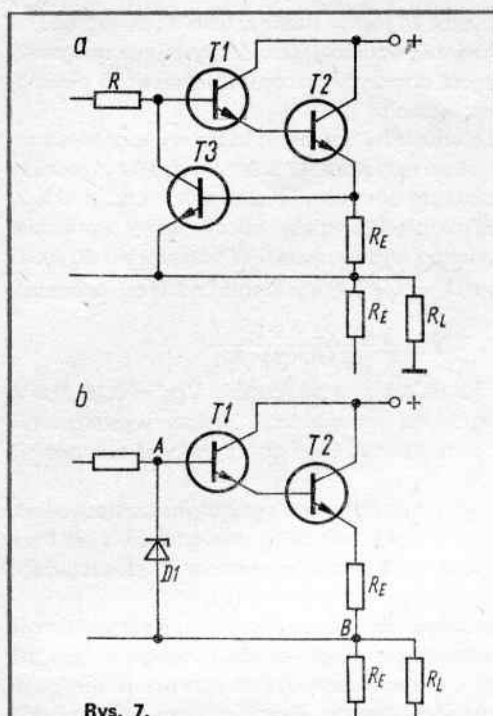 a
+
T1
R
T2
T3
R_E
R_E
R_L
b
+
T1
A
T2
D1
R_E
B
R_E
R_L
Rys. 7.